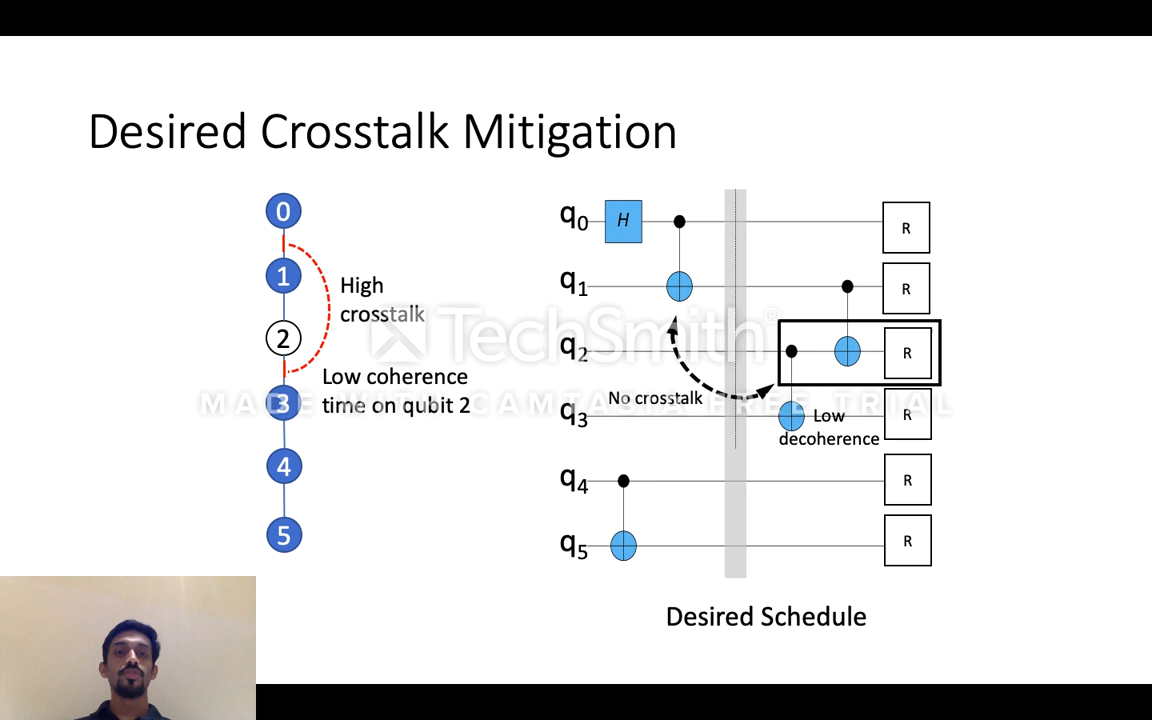 Desired Crosstalk Mitigation
0
1
2
3
4
5
High
crosstalk
Low coherence
time on qubit 2
q0
H
R
q1
R
q2
R
q3
R
No crosstalk
Low
decoherence
q4
R
q5
R
Desired Schedule
TechSmith®
MADE WITH CAMTASIA FREE TRIAL